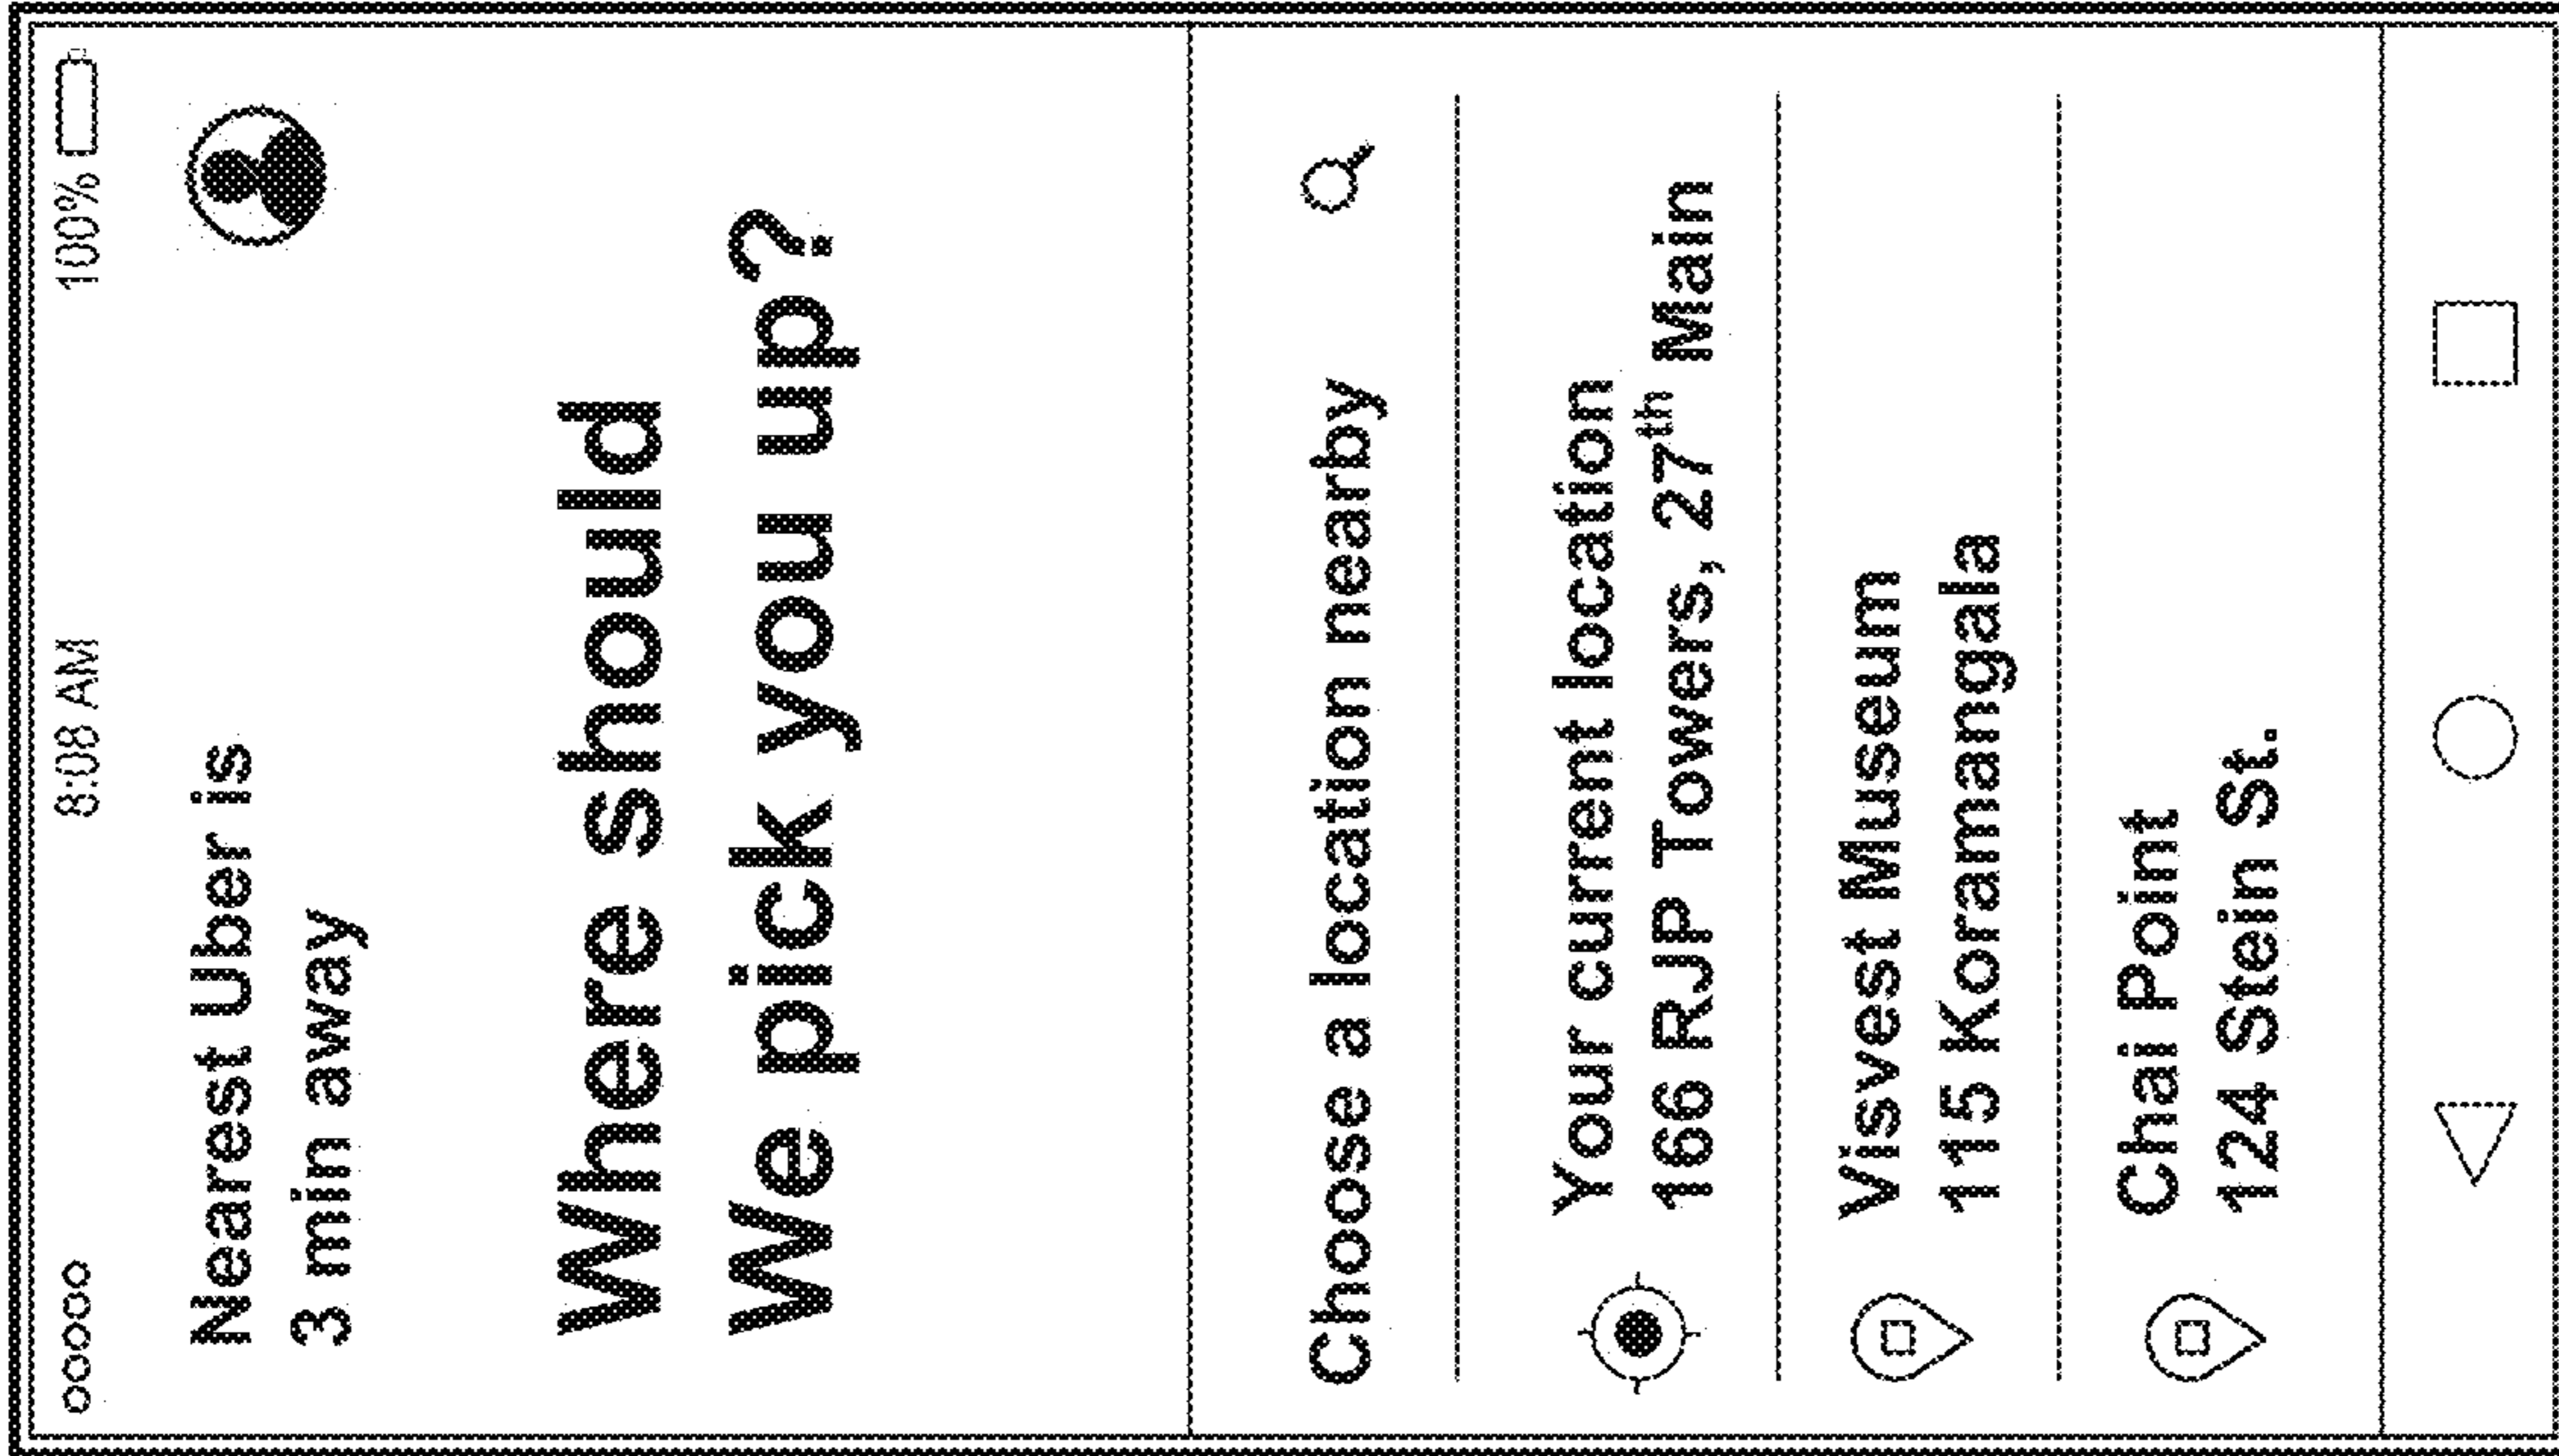 8:08 AM 100%
Nearest Uber is
3 min away
Where should
We pick you up?
Choose a location nearby
Your current location
166 RJP Towers, 27th Main
Visvest Museum
115 Koramangala
Chai Point
124 Stein St.